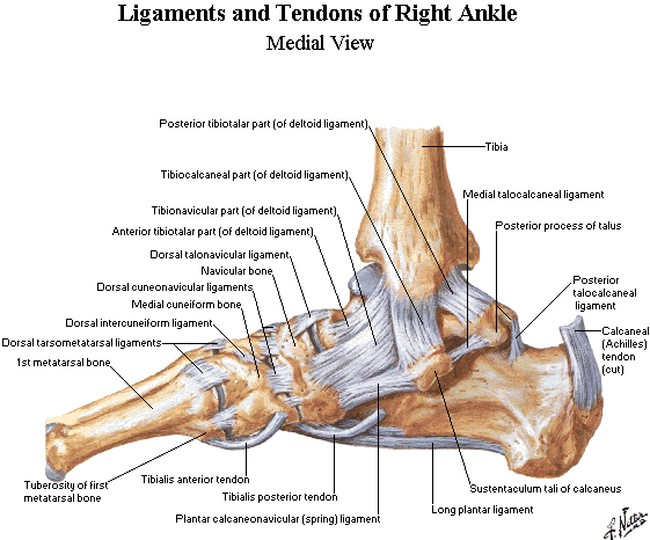 Ligaments and Tendons of Right Ankle
Medial View
Posterior tibiotalar part (of deltoid ligament)
Tibia
Tibiocalcaneal part (of deltoid ligament)
Medial talocalcaneal ligament
Tibionavicular part (of deltoid ligament)
Posterior process of talus
Anterior tibiotalar part (of deltoid ligament)
Dorsal talonavicular ligament
Navicular bone
Posterior
talocalcaneal
ligament
Dorsal cuneonavicular ligaments
Medial cuneiform bone
Dorsal intercuneiform ligament
Calcaneal
(Achilles)
tendon
(cut)
Dorsal tarsometatarsal ligaments
1st metatarsal bone
Tuberosity of first
metatarsal bone
Tibialis anterior tendon
Tibialis posterior tendon
Sustentaculum tali of calcaneus
Plantar calcaneonavicular (spring) ligament
Long plantar ligament